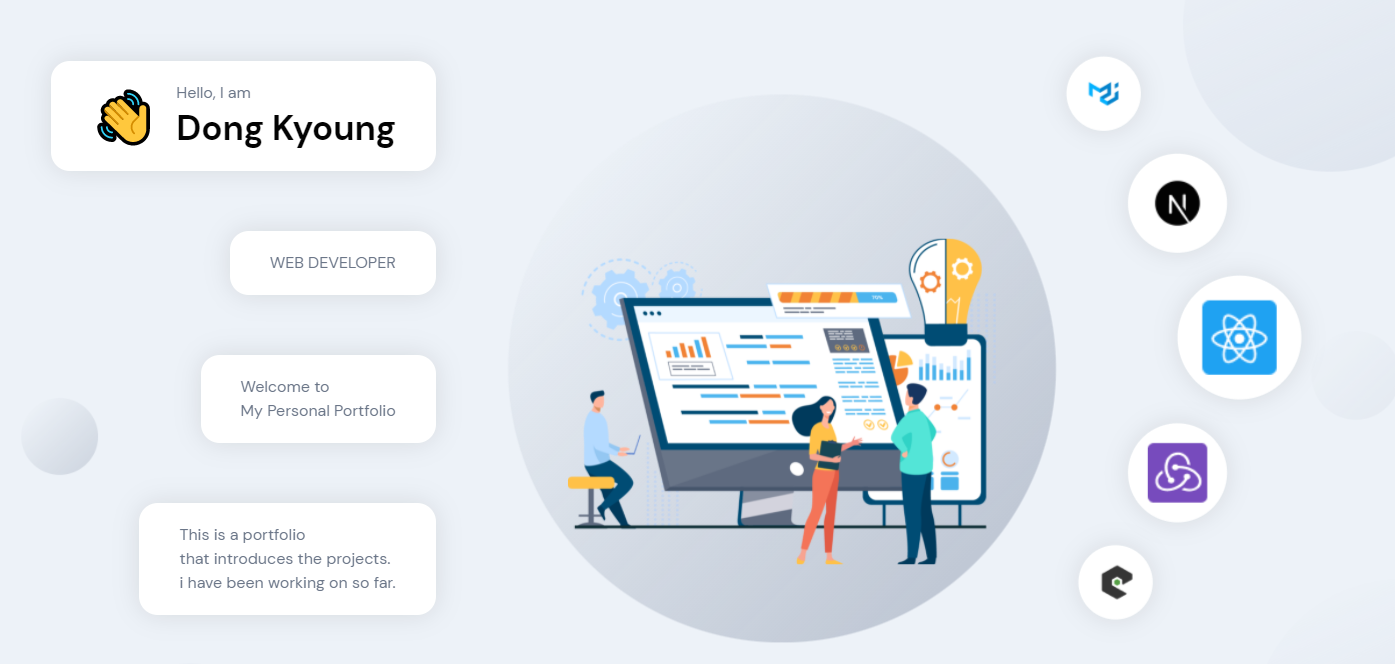 Hello, I am
Dong Kyoung
WEB DEVELOPER
Welcome to
My Personal Portfolio
This is a portfolio
that introduces the projects.
i have been working on so far.
70%